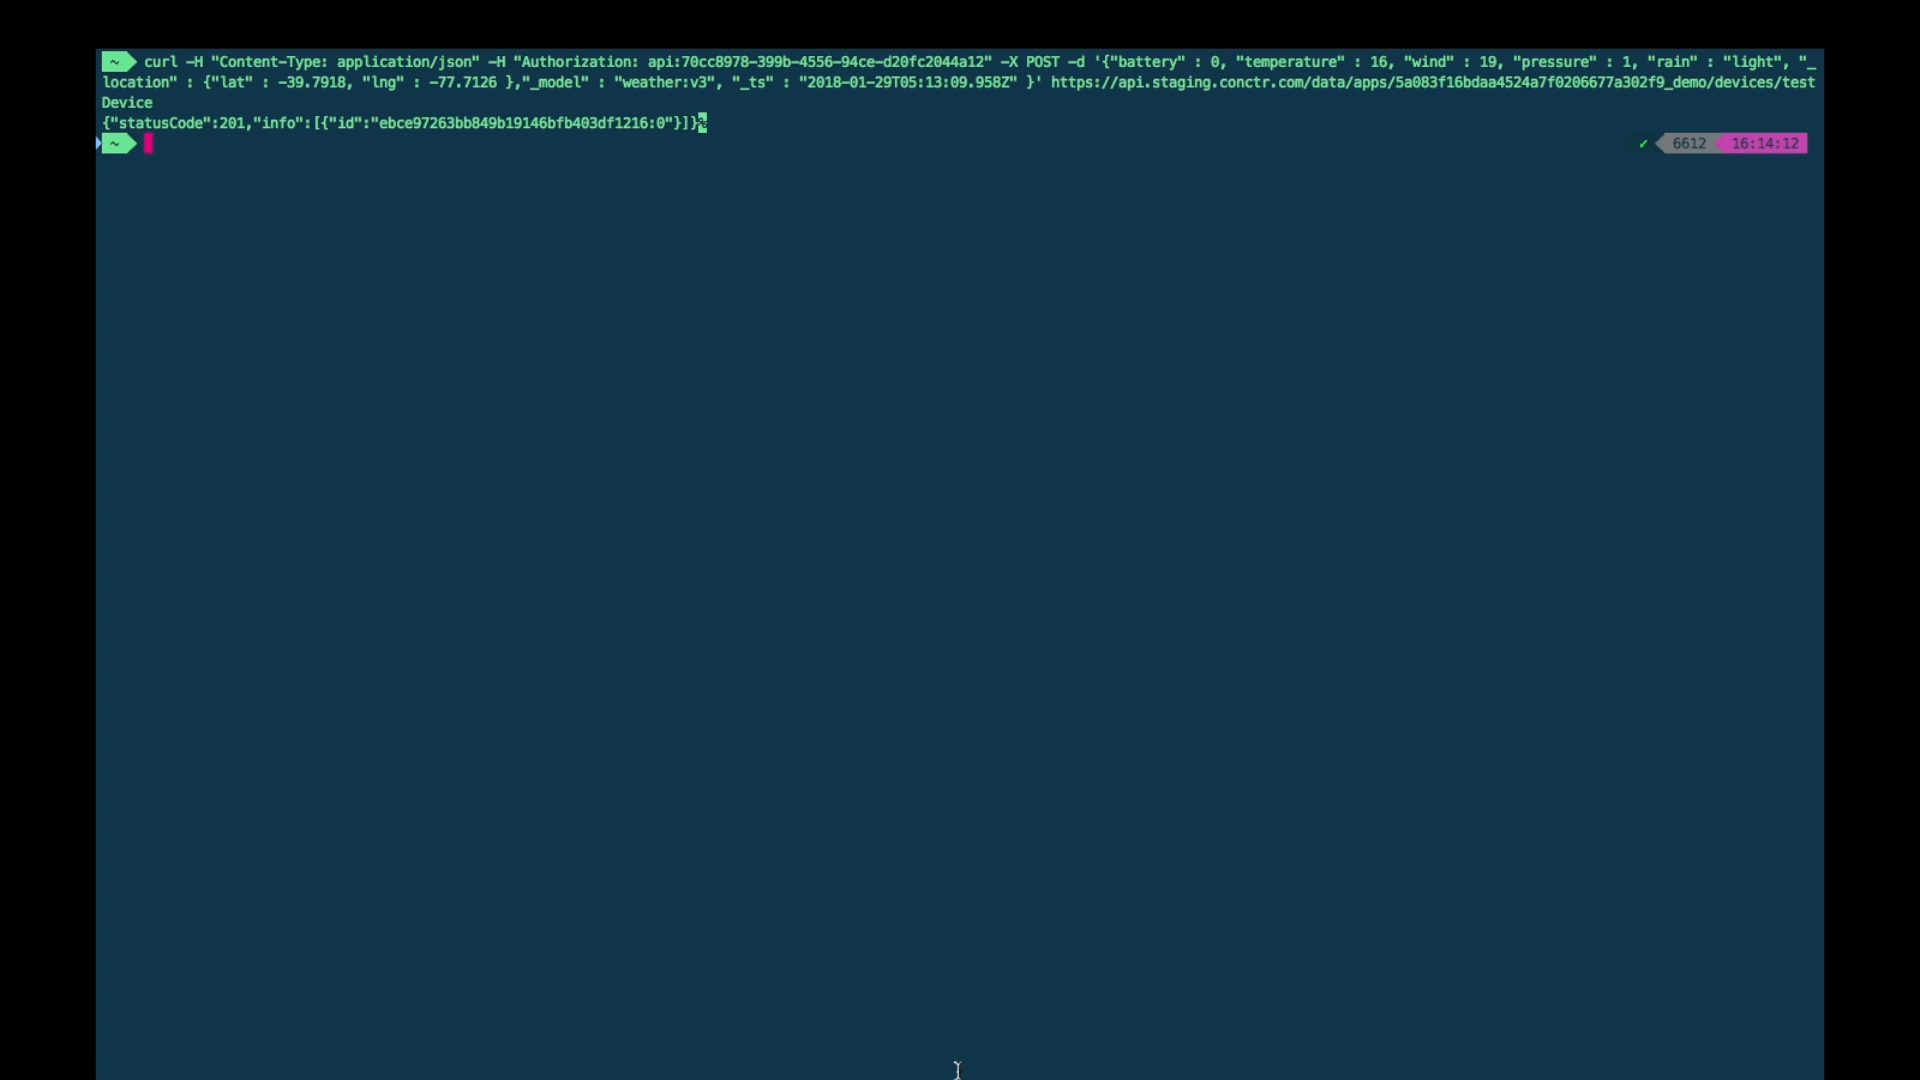 ~ curl -H "Content-Type: application/json" -H "Authorization: api:70cc8978-399b-4556-94ce-d20fc2044a12" -X POST -d '{"battery" : 0, "temperature" : 16, "wind" : 19, "pressure" : 1, "rain" : "light", "_
location" : {"lat" : -39.7918, "lng" : -77.7126 },"_model" : "weather:v3", "_ts" : "2018-01-29T05:13:09.958Z" }' https://api.staging.conctr.com/data/apps/5a083f16bdaa4524a7f0206677a302f9_demo/devices/test
Device
{"statusCode":201,"info":[{"id":"ebce97263bb849b19146bfb403df1216:0"}]}%
~ ✓ 6612 16:14:12